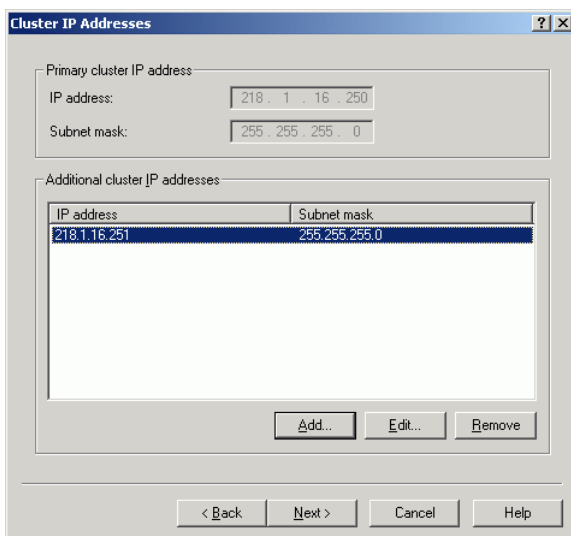 Cluster IP Addresses
Primary cluster IP address
IP address: 218 . 1 . 16 . 250
Subnet mask: 255 . 255 . 255 . 0
Additional cluster IP addresses
IP address Subnet mask
218.1.16.251 255.255.255.0
Add... Edit... Remove
< Back Next > Cancel Help